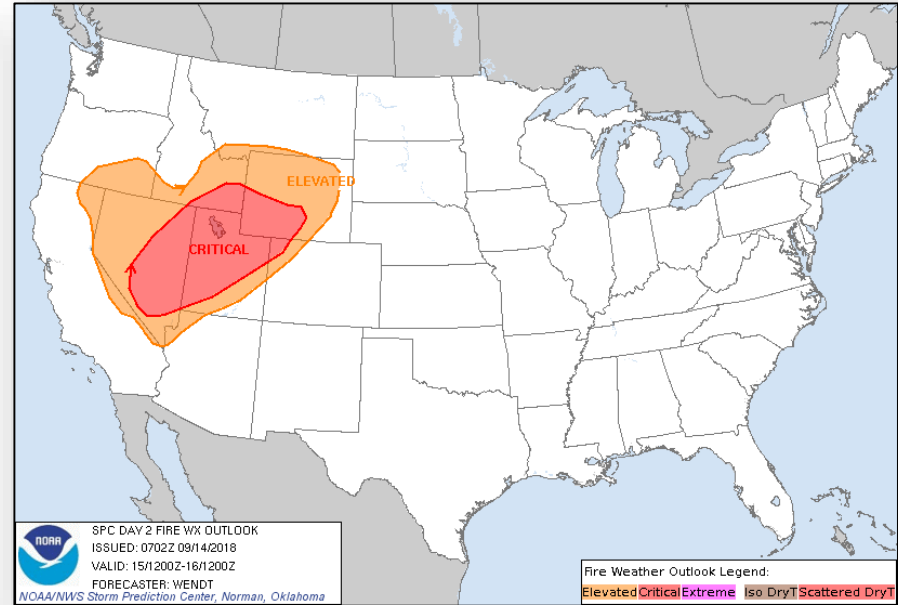 ELEVATED
CRITICAL
NOAA
SPC DAY 2 FIRE WX OUTLOOK
ISSUED: 0702Z 09/14/2018
VALID: 15/1200Z-16/1200Z
FORECASTER: WENDT
NOAA/NWS Storm Prediction Center, Norman, Oklahoma
Fire Weather Outlook Legend:
Elevated Critical Extreme Iso DryT Scattered DryT